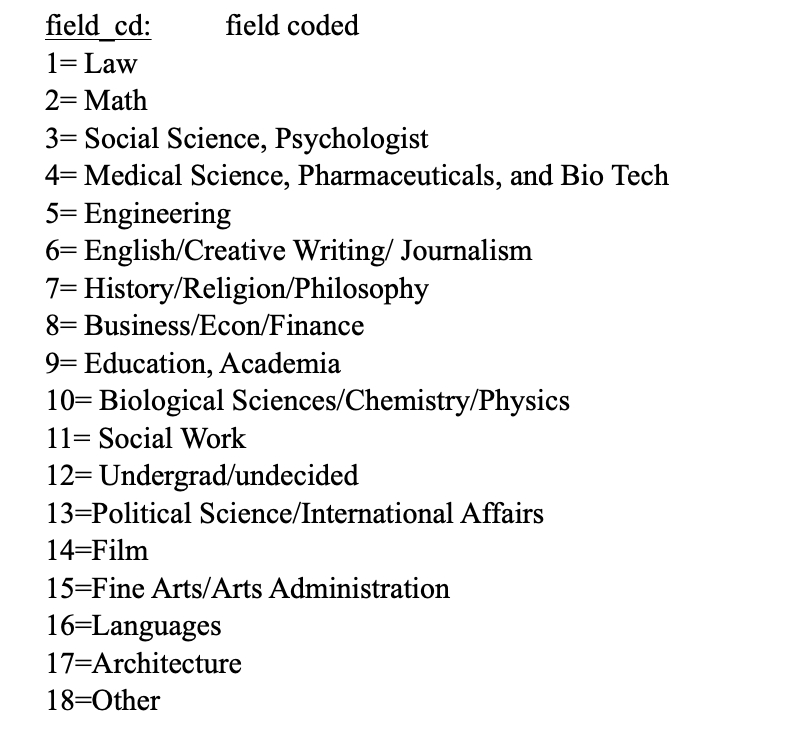 field_cd: field coded
1= Law
2= Math
3= Social Science, Psychologist
4= Medical Science, Pharmaceuticals, and Bio Tech
5= Engineering
6= English/Creative Writing/ Journalism
7= History/Religion/Philosophy
8= Business/Econ/Finance
9= Education, Academia
10= Biological Sciences/Chemistry/Physics
11= Social Work
12= Undergrad/undecided
13=Political Science/International Affairs
14=Film
15=Fine Arts/Arts Administration
16=Languages
17=Architecture
18=Other